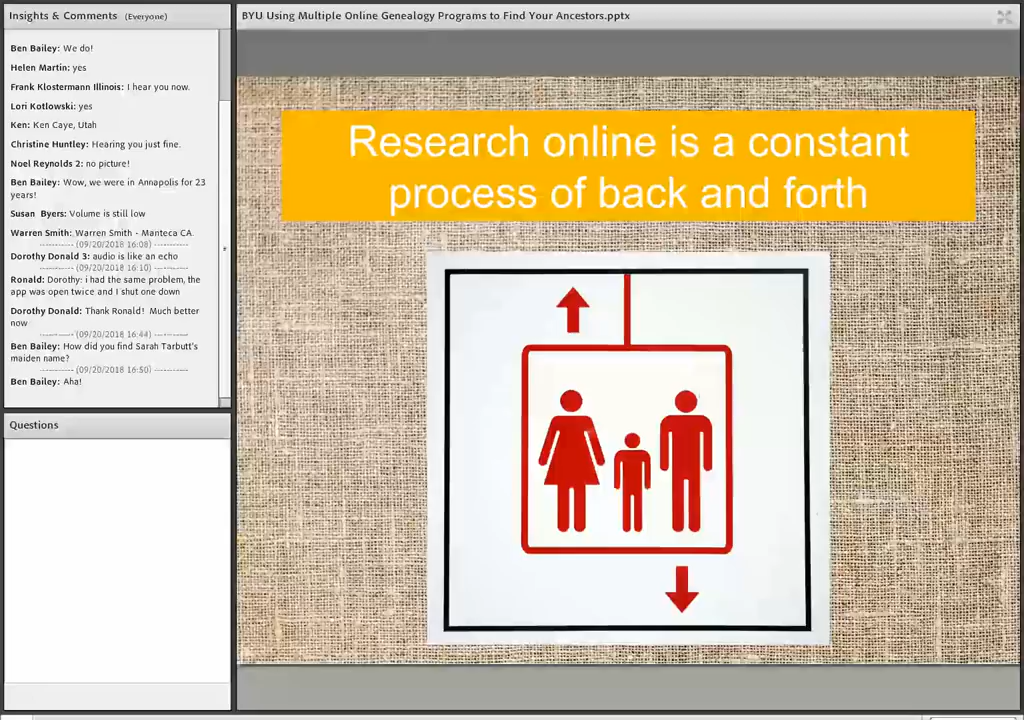 Insights & Comments (Everyone)
Ben Bailey: We do!
Helen Martin: yes
Frank Klostermann Illinois: I hear you now.
Lori Kotlowski: yes
Ken: Ken Caye, Utah
Christine Huntley: Hearing you just fine.
Noel Reynolds 2: no picture!
Ben Bailey: Wow, we were in Annapolis for 23
years!
Susan Byers: Volume is still low
Warren Smith: Warren Smith - Manteca CA.
----------- (09/20/2018 16:08) -----------
Dorothy Donald 3: audio is like an echo
----------- (09/20/2018 16:10) -----------
Ronald: Dorothy: i had the same problem, the
app was open twice and I shut one down
Dorothy Donald: Thank Ronald! Much better
now
----------- (09/20/2018 16:44) -----------
Ben Bailey: How did you find Sarah Tarbutt's
maiden name?
----------- (09/20/2018 16:50) -----------
Ben Bailey: Aha!
Questions
BYU Using Multiple Online Genealogy Programs to Find Your Ancestors.pptx
Research online is a constant
process of back and forth